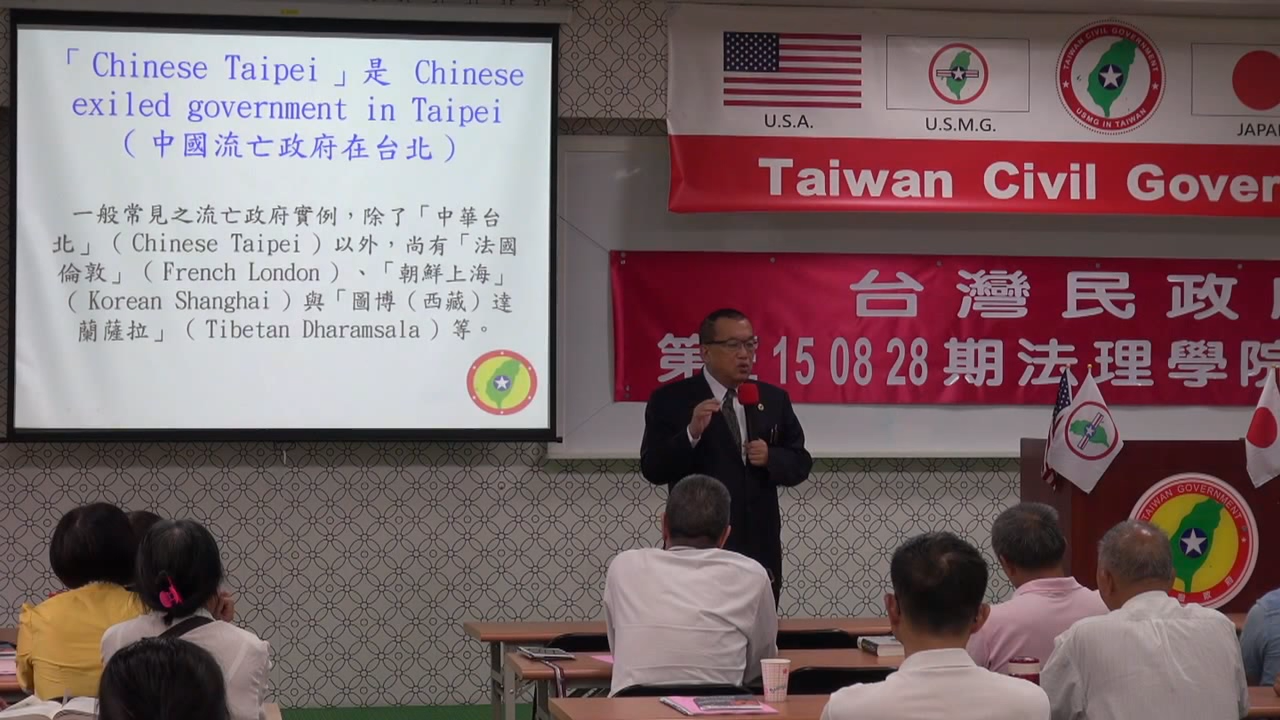 「 Chinese Taipei 」是 Chinese
exiled government in Taipei
( 中國流亡政府在台北 )
一般常見之流亡政府實例，除了「中華台
北」( Chinese Taipei ) 以外，尚有「法國
倫敦」( French London )、「朝鮮上海」
( Korean Shanghai ) 與「圖博 (西藏) 達
蘭薩拉」( Tibetan Dharamsala ) 等。
U.S.A.
U.S.M.G.
TAIWAN CIVIL GOVERNMENT
USMG IN TAIWAN
Taiwan Civil Gover
台灣民政
15 08 28 期法理學院
TAIWAN GOVERNMENT